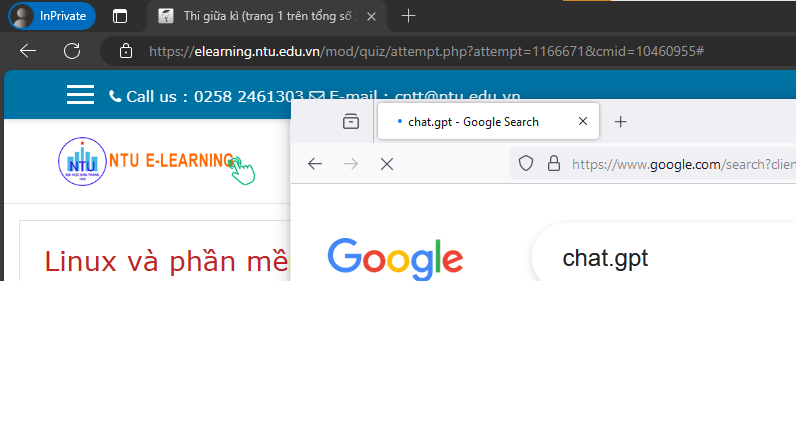 InPrivate
Thi giữa kì (trang 1 trên tổng số
https://elearning.ntu.edu.vn/mod/quiz/attempt.php?attempt=1166671&cmid=10460955#
Call us : 0258 2461303 E-mail : cntt@ntu.edu.vn
chat.gpt - Google Search
NTU
NTU E-LEARNING
https://www.google.com/search?clien
Linux và phần mề
Google
chat.gpt